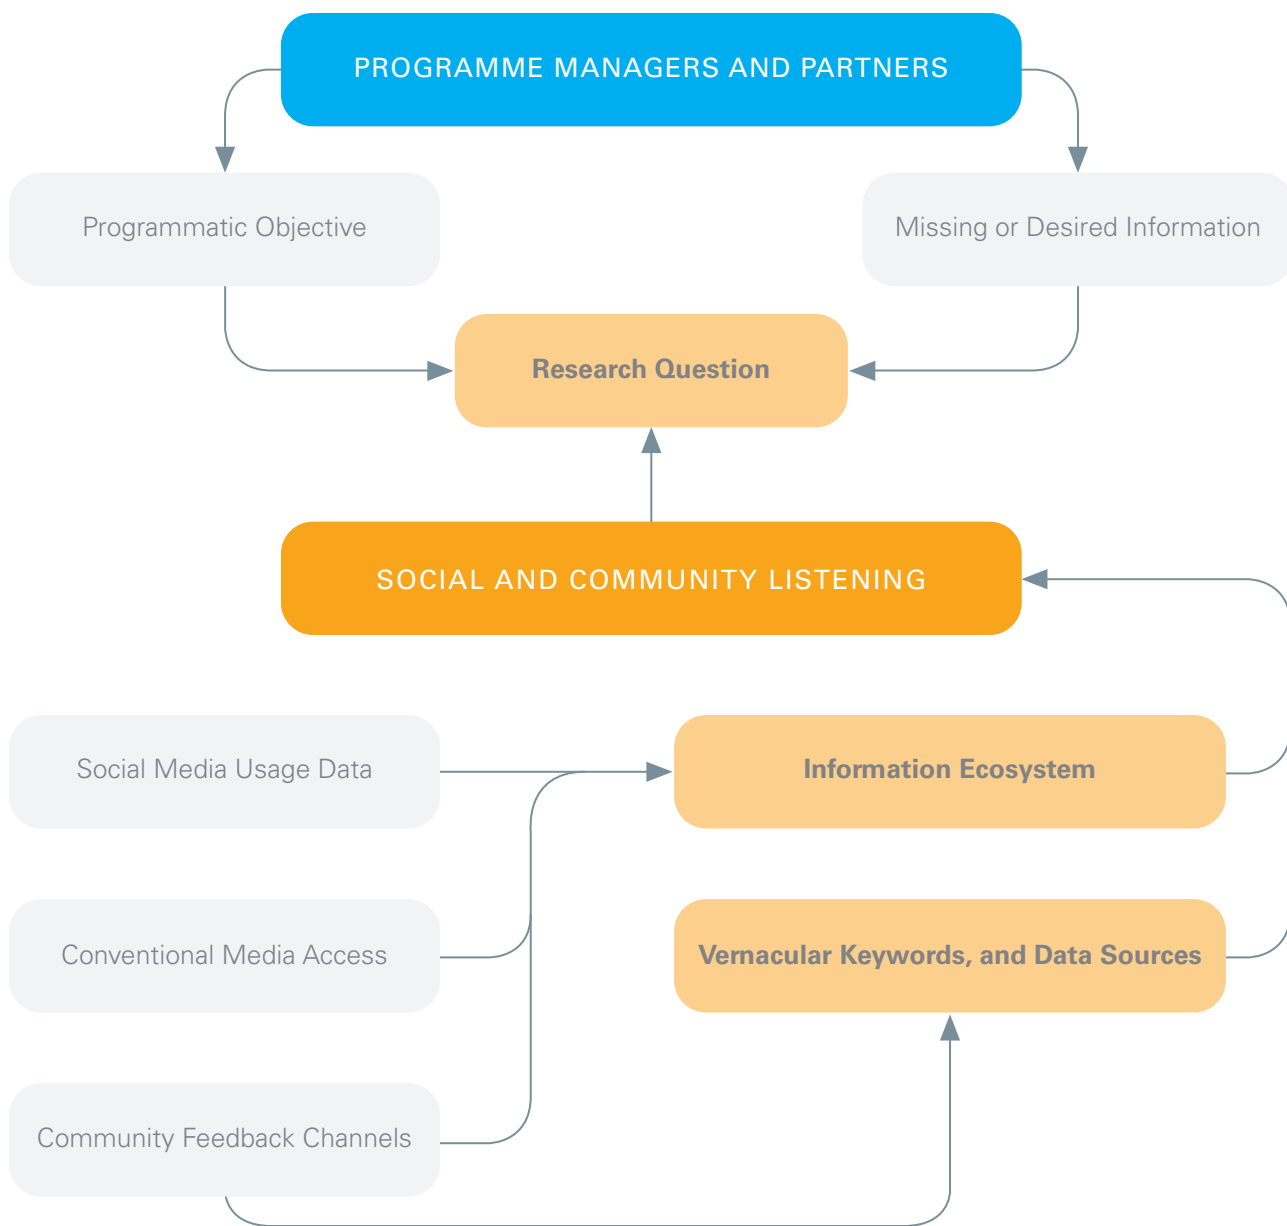 PROGRAMME MANAGERS AND PARTNERS
Programmatic Objective
Missing or Desired Information
Research Question
SOCIAL AND COMMUNITY LISTENING
Social Media Usage Data
Information Ecosystem
Conventional Media Access
Vernacular Keywords, and Data Sources
Community Feedback Channels